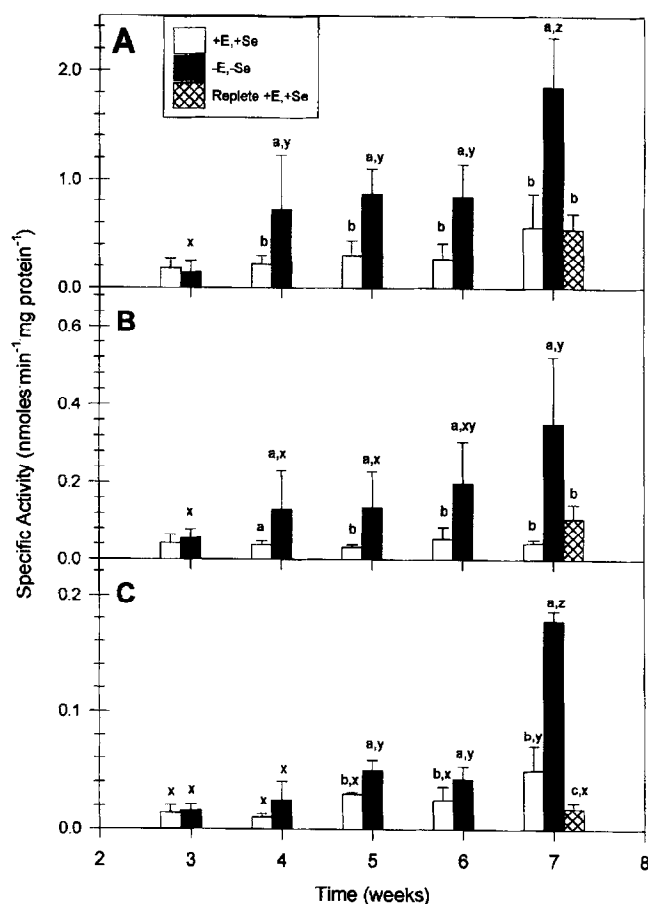 A
+E,+Se
-E,-Se
Replete +E,+Se
2.0
1.0
0.0
x
b
a,y
b
a,y
b
a,y
b
a,z
b
B
0.6
0.4
0.2
0.0
x
a
a,x
b
a,x
b
a,xy
b
a,y
b
C
0.2
0.1
0.0
x
x
x
x
b,x
a,y
b,x
a,y
b,y
a,z
c,x
2 3 4 5 6 7 8
Time (weeks)
Specific Activity (nmoles min⁻¹ mg protein⁻¹)